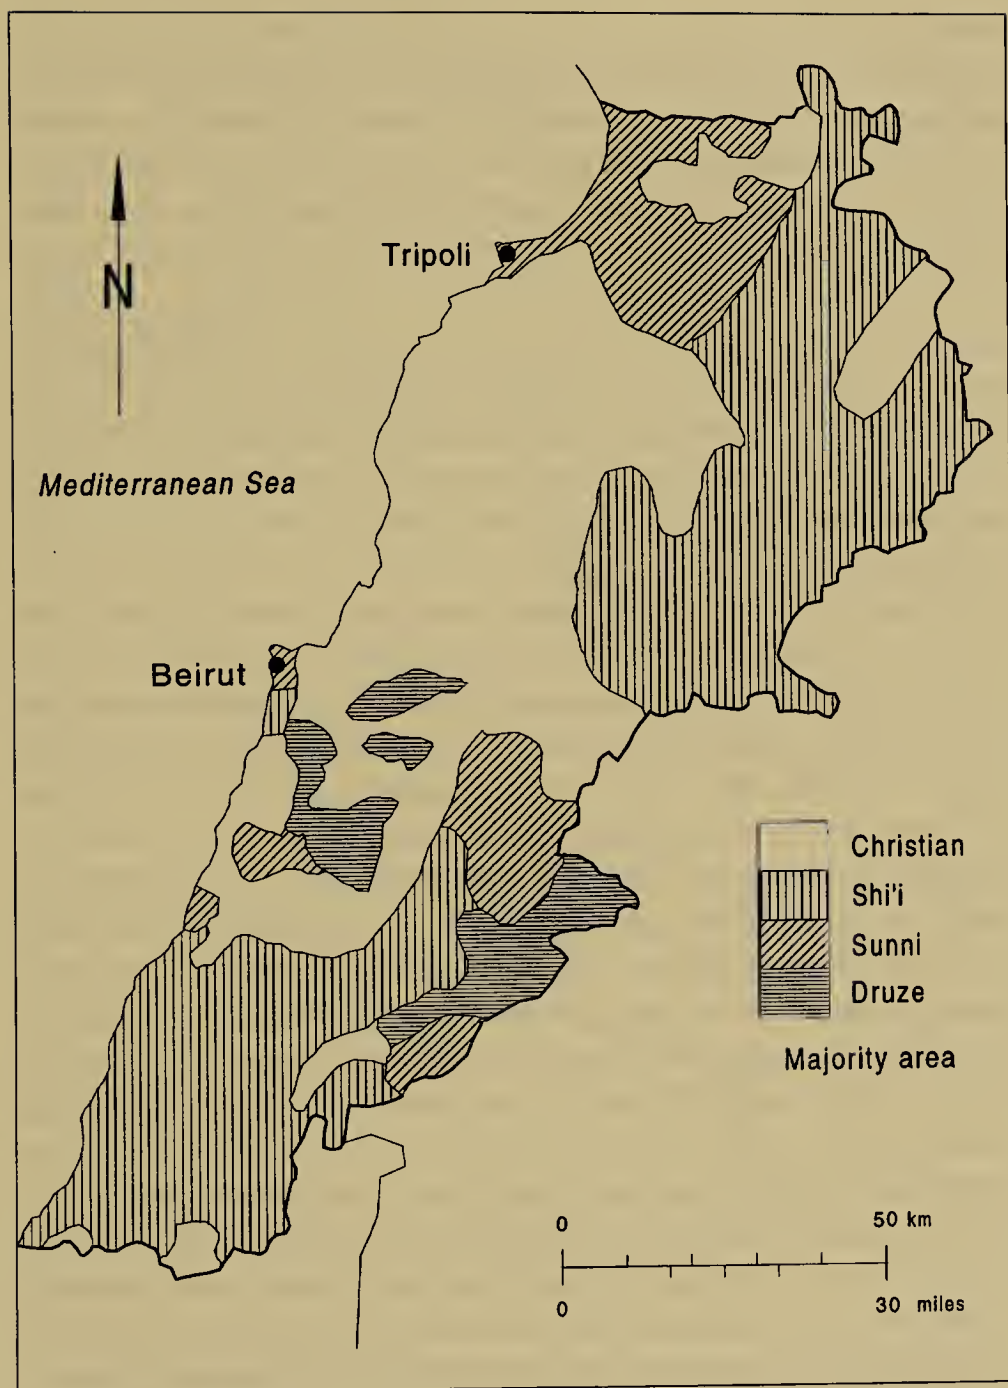 Tripoli
N
Mediterranean Sea
Beirut
Christian
Shi'i
Sunni
Druze
Majority area
0 50 km
0 30 miles